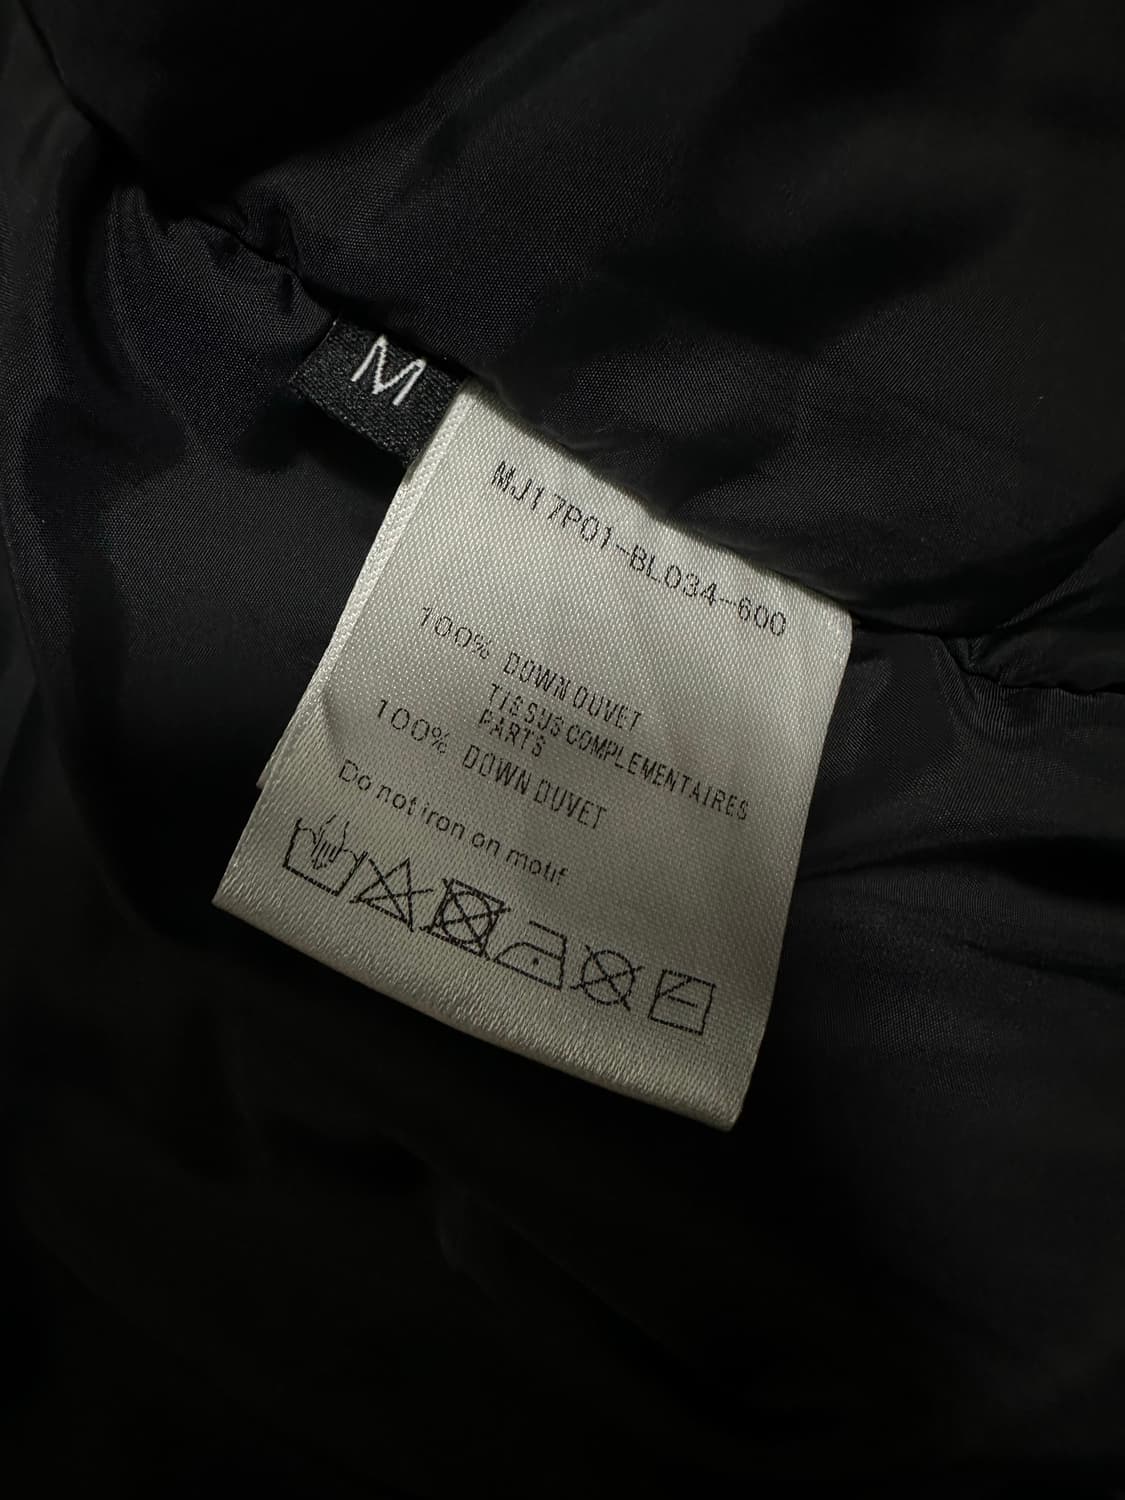 M
MJ17P01-BL034-600
100% DOWN DUVET
TISSUS COMPLEMENTAIRES
PARTS
100% DOWN DUVET
Do not iron on motif